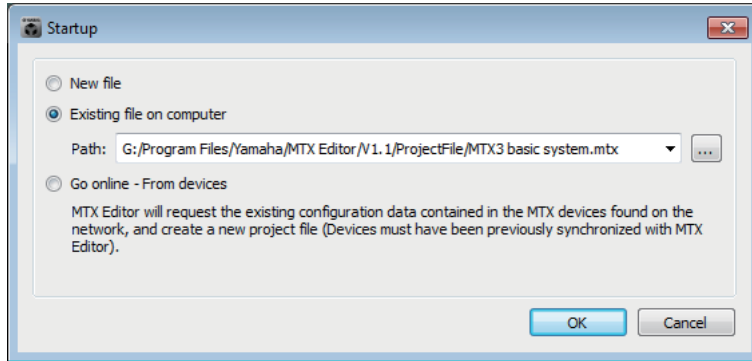 Startup
New file
Existing file on computer
Path: G:/Program Files/Yamaha/MTX Editor/V1.1/ProjectFile/MTX3 basic system.mtx ...
Go online - From devices
MTX Editor will request the existing configuration data contained in the MTX devices found on the
network, and create a new project file (Devices must have been previously synchronized with MTX
Editor).
OK Cancel